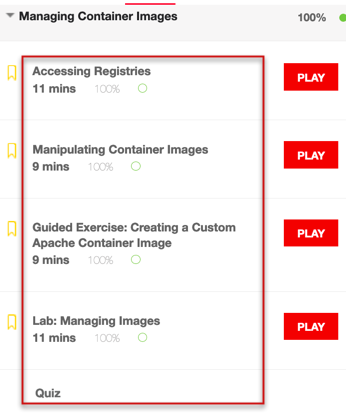 Managing Container Images 100%
Accessing Registries
11 mins 100%
PLAY
Manipulating Container Images
9 mins 100%
PLAY
Guided Exercise: Creating a Custom
Apache Container Image
9 mins 100%
PLAY
Lab: Managing Images
11 mins 100%
PLAY
Quiz